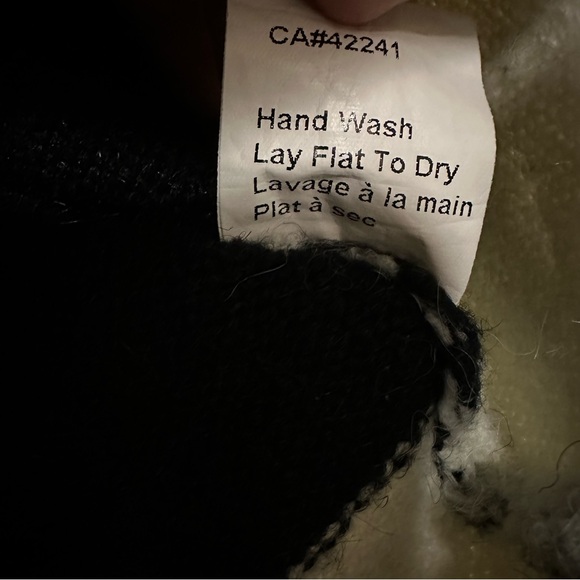 CA#42241
Hand Wash
Lay Flat To Dry
Lavage à la main
Plat à sec